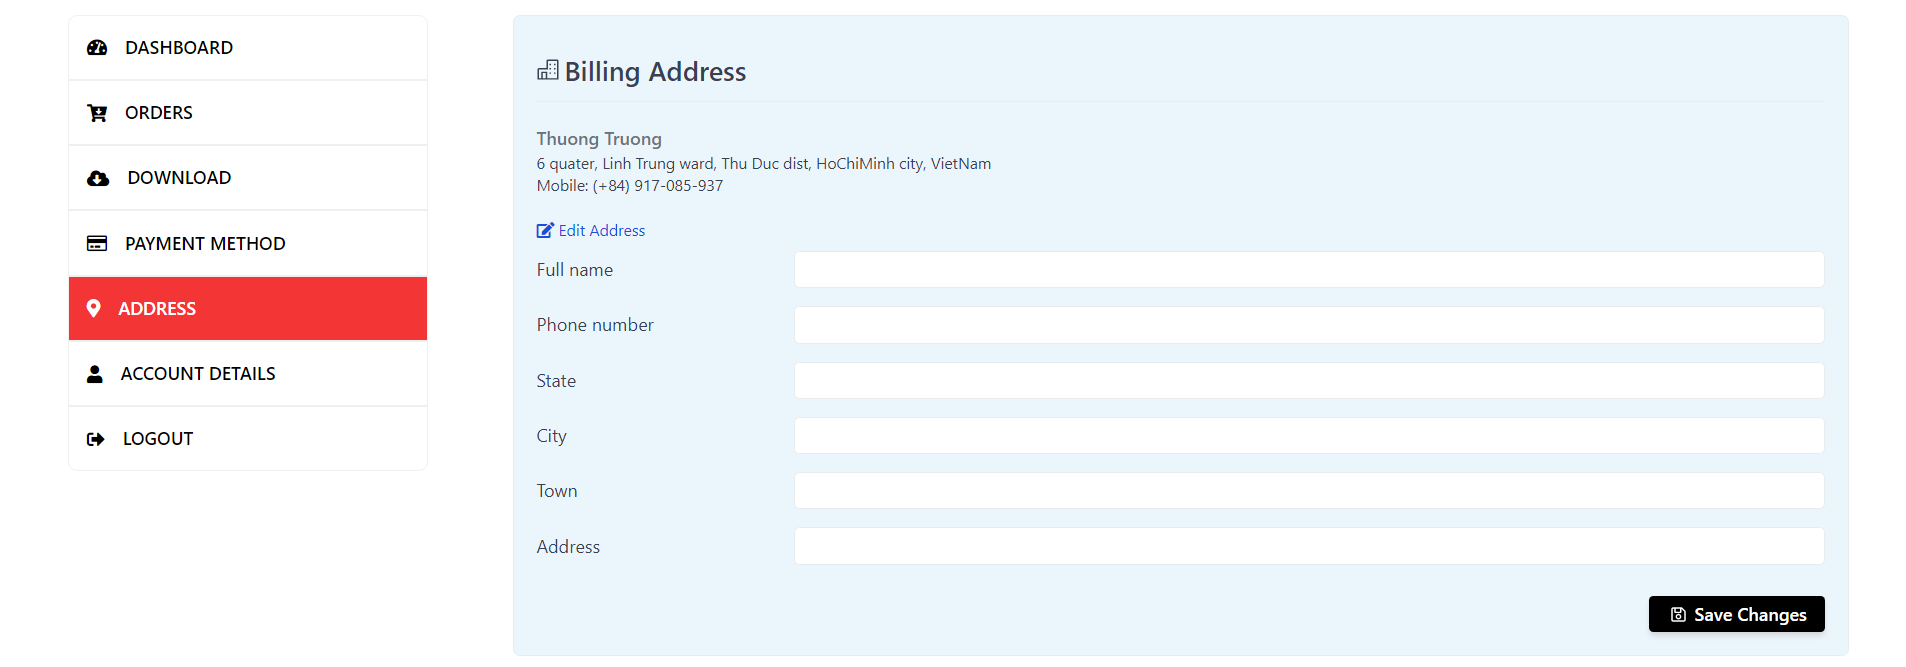 DASHBOARD
ORDERS
DOWNLOAD
PAYMENT METHOD
ADDRESS
ACCOUNT DETAILS
LOGOUT
Billing Address
Thuong Truong
6 quater, Linh Trung ward, Thu Duc dist, HoChiMinh city, VietNam
Mobile: (+84) 917-085-937
Edit Address
Full name
Phone number
State
City
Town
Address
Save Changes